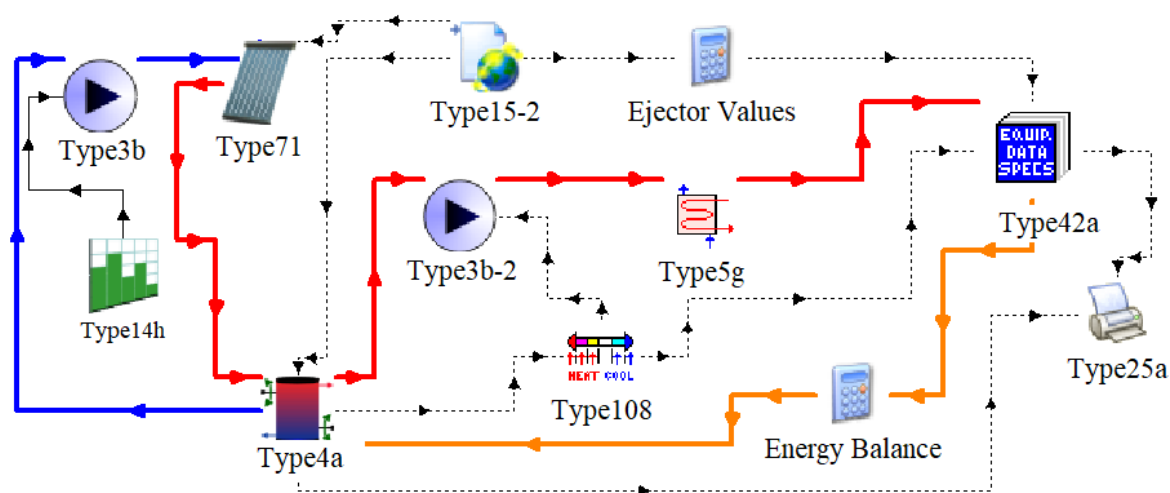 Type15-2
Ejector Values
Type3b
Type71
EQUIP.
DATA
SPECS
Type42a
Type3b-2
Type5g
Type14h
HEAT COOL
Type25a
Type108
Type4a
Energy Balance